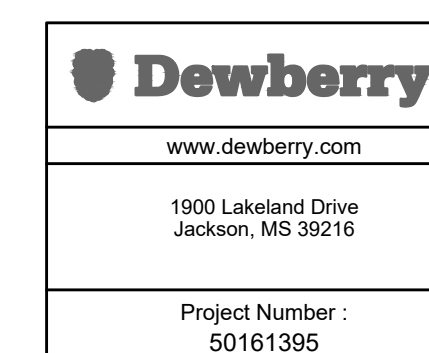 Dewberry
www.dewberry.com
1900 Lakeland Drive
Jackson, MS 39216
Project Number :
50161395